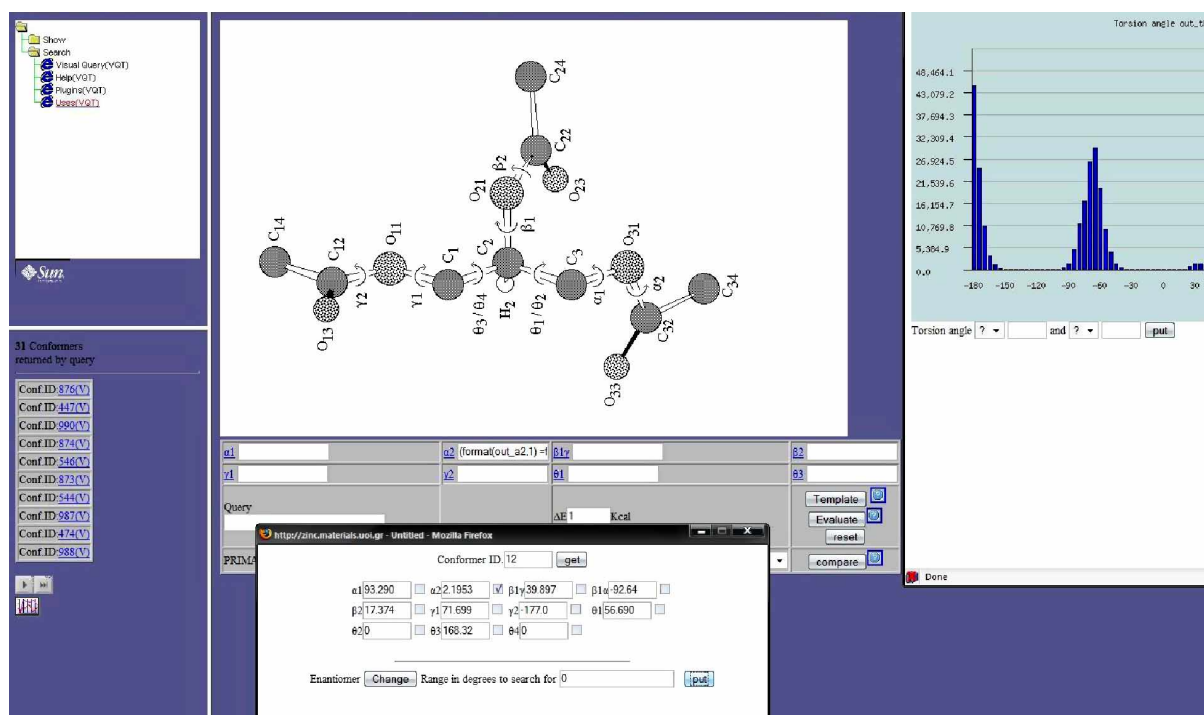 Show
Search
Visual Query(VQT)
Help(VQT)
Plugins(VQT)
Uses(VQT)
Sun
31 Conformers
returned by query
Conf.ID:876(V)
Conf.ID:447(V)
Conf.ID:990(V)
Conf.ID:874(V)
Conf.ID:546(V)
Conf.ID:873(V)
Conf.ID:544(V)
Conf.ID:987(V)
Conf.ID:474(V)
Conf.ID:988(V)
C24
C22
β2
O23
O21
β1
C14
C12
O11
C1
C2
C3
O31
γ2
γ1
θ3/θ4
H2
θ1/θ2
α1
α2
C34
O13
C32
O33
α1 α2 (format(out_a2,1) =f β1γ β2
γ1 γ2 θ1 θ3
Query
ΔE 1 Kcal
Template
Evaluate
reset
PRIMA
compare
http://zinc.materials.uoi.gr - Untitled - Mozilla Firefox
Conformer ID. 12 get
α1 93.290 α2 2.1953 β1γ 39.897 β1α -92.64
β2 17.374 γ1 71.699 γ2 -177.0 θ1 56.690
θ2 0 θ3 168.32 θ4 0
Enantiomer Change Range in degrees to search for 0 put
Torsion angle out_t
48,464.1
43,079.2
37,694.3
32,309.4
26,924.5
21,539.6
16,154.7
10,769.8
5,384.9
0.0
-180 -150 -120 -90 -60 -30 0 30
Torsion angle ? and ? put
Done